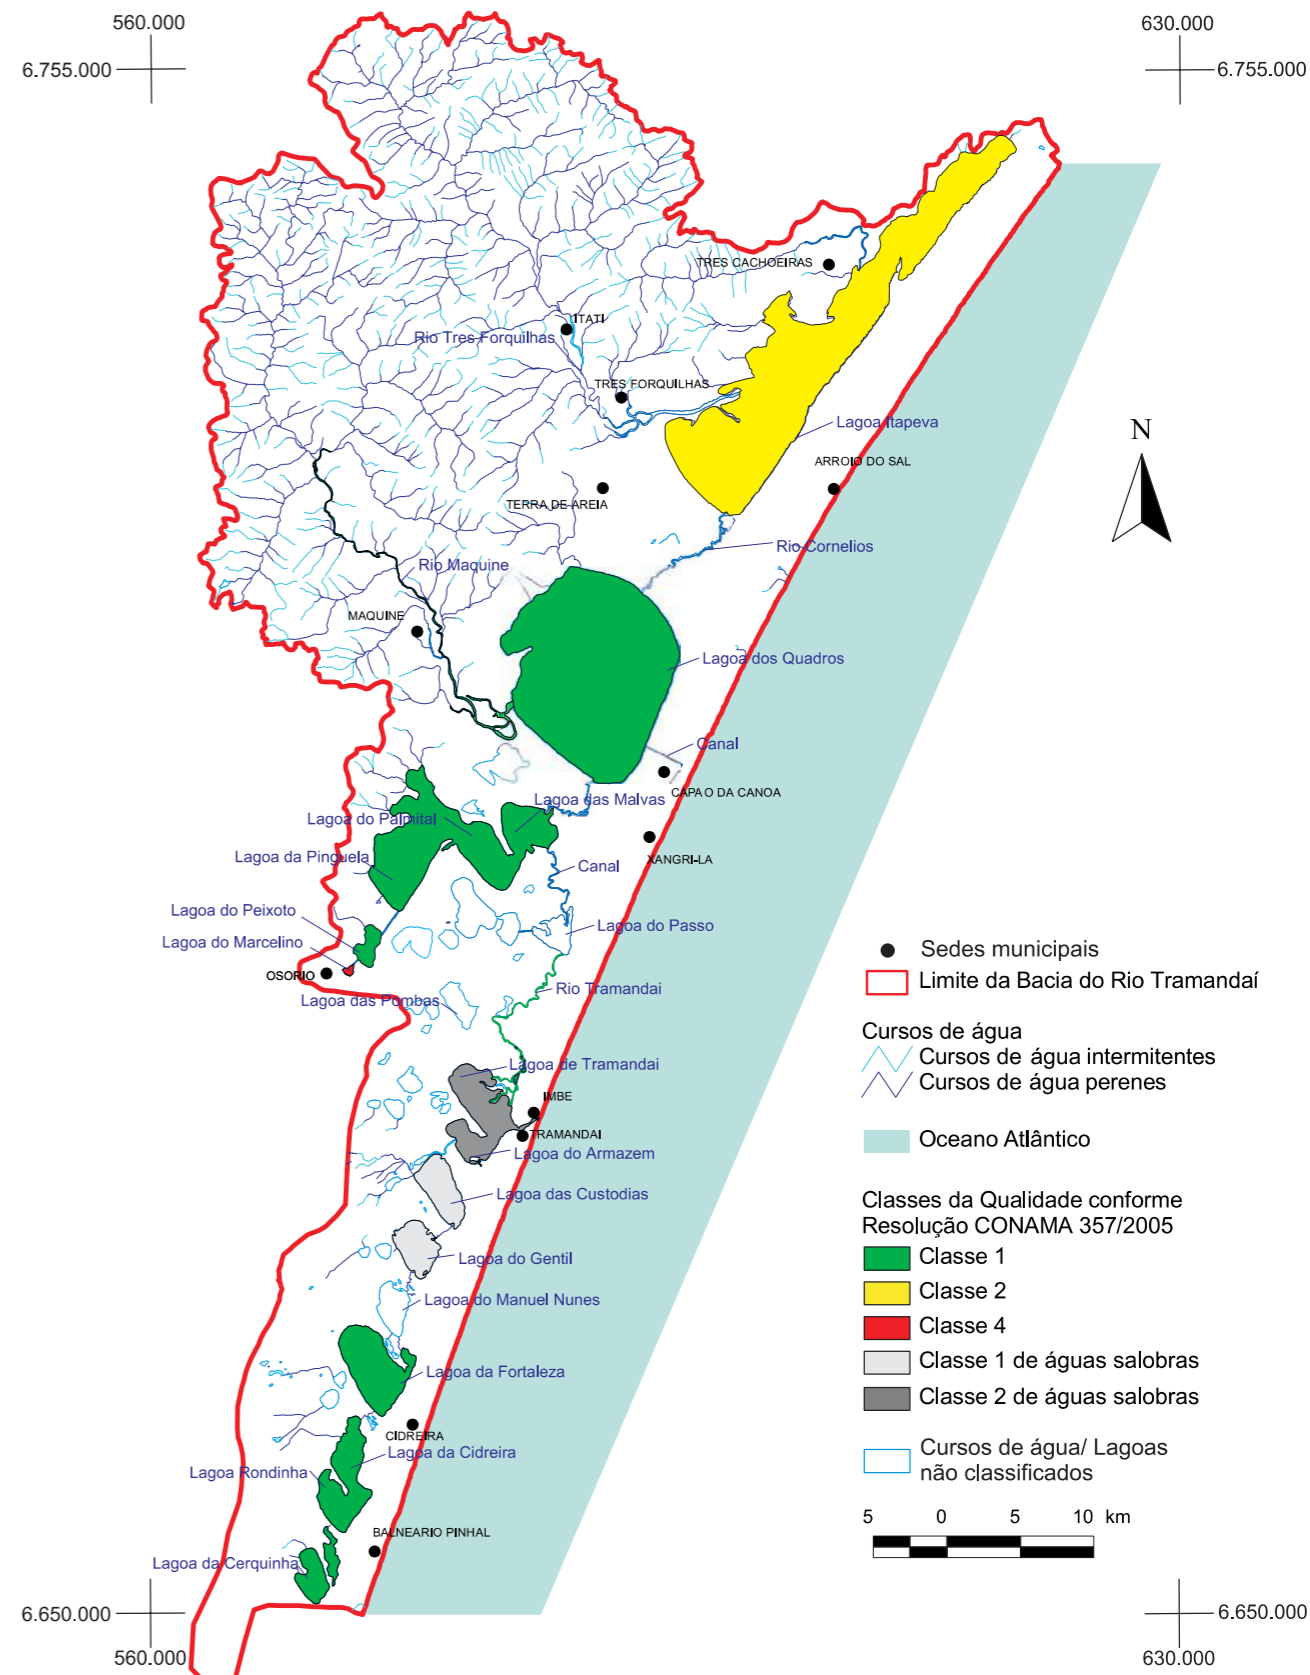 560.000
630.000
6.755.000
6.755.000
TRES CACHOEIRAS
ITATI
Rio Tres Forquilhas
TRES FORQUILHAS
Lagoa Itapeva
N
ARROIO DO SAL
TERRA DE AREIA
Rio Cornelios
Rio Maquine
MAQUINE
Lagoa dos Quadros
Canal
CAPAO DA CANOA
Lagoa das Malvas
Lagoa do Palmital
XANGRI-LA
Lagoa da Pinguela
Canal
Lagoa do Peixoto
Lagoa do Passo
Lagoa do Marcelino
OSORIO
Rio Tramandai
Lagoa das Pombas
Lagoa de Tramandai
IMBE
TRAMANDAI
Lagoa do Armazem
Lagoa das Custodias
Lagoa do Gentil
Lagoa do Manuel Nunes
Lagoa da Fortaleza
CIDREIRA
Lagoa da Cidreira
Lagoa Rondinha
BALNEARIO PINHAL
Lagoa da Cerquinha
Sedes municipais
Limite da Bacia do Rio Tramandaí
Cursos de água
Cursos de água intermitentes
Cursos de água perenes
Oceano Atlântico
Classes da Qualidade conforme
Resolução CONAMA 357/2005
Classe 1
Classe 2
Classe 4
Classe 1 de águas salobras
Classe 2 de águas salobras
Cursos de água/ Lagoas
não classificados
5 0 5 10 km
6.650.000
6.650.000
560.000
630.000